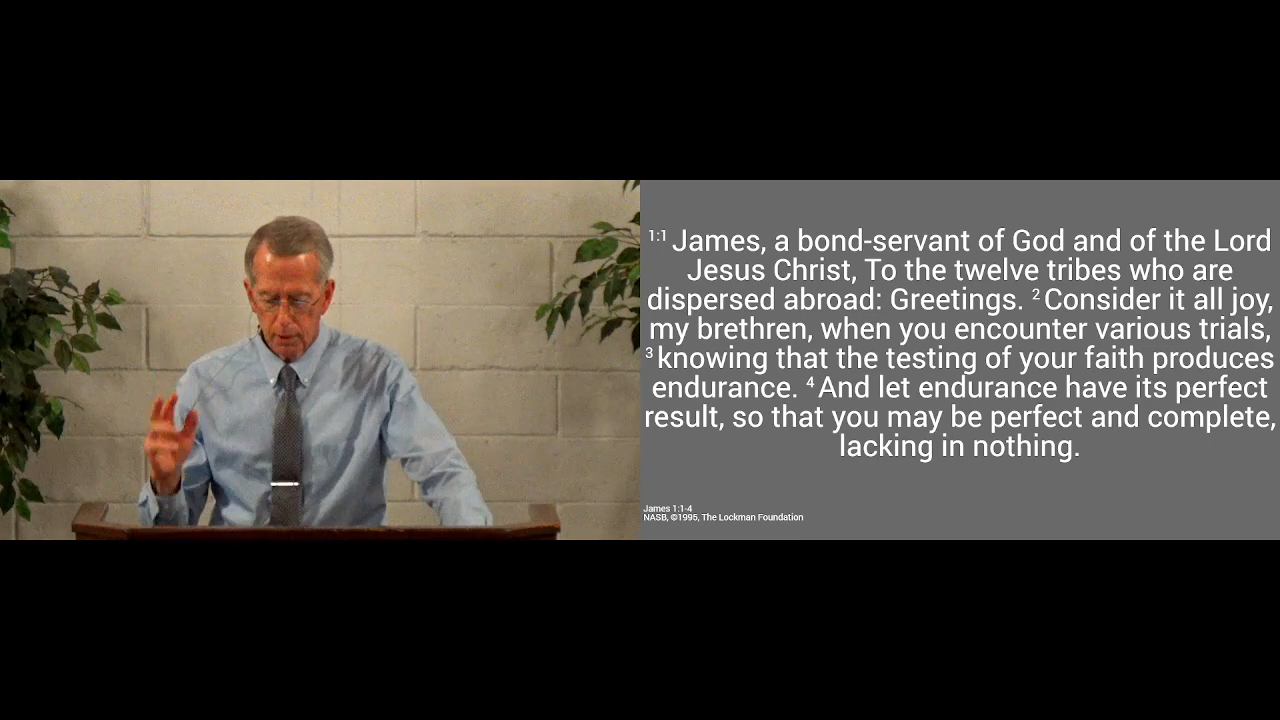 1:1 James, a bond-servant of God and of the Lord
Jesus Christ, To the twelve tribes who are
dispersed abroad: Greetings. 2 Consider it all joy,
my brethren, when you encounter various trials,
3 knowing that the testing of your faith produces
endurance. 4 And let endurance have its perfect
result, so that you may be perfect and complete,
lacking in nothing.
James 1:1-4
NASB, ©1995, The Lockman Foundation